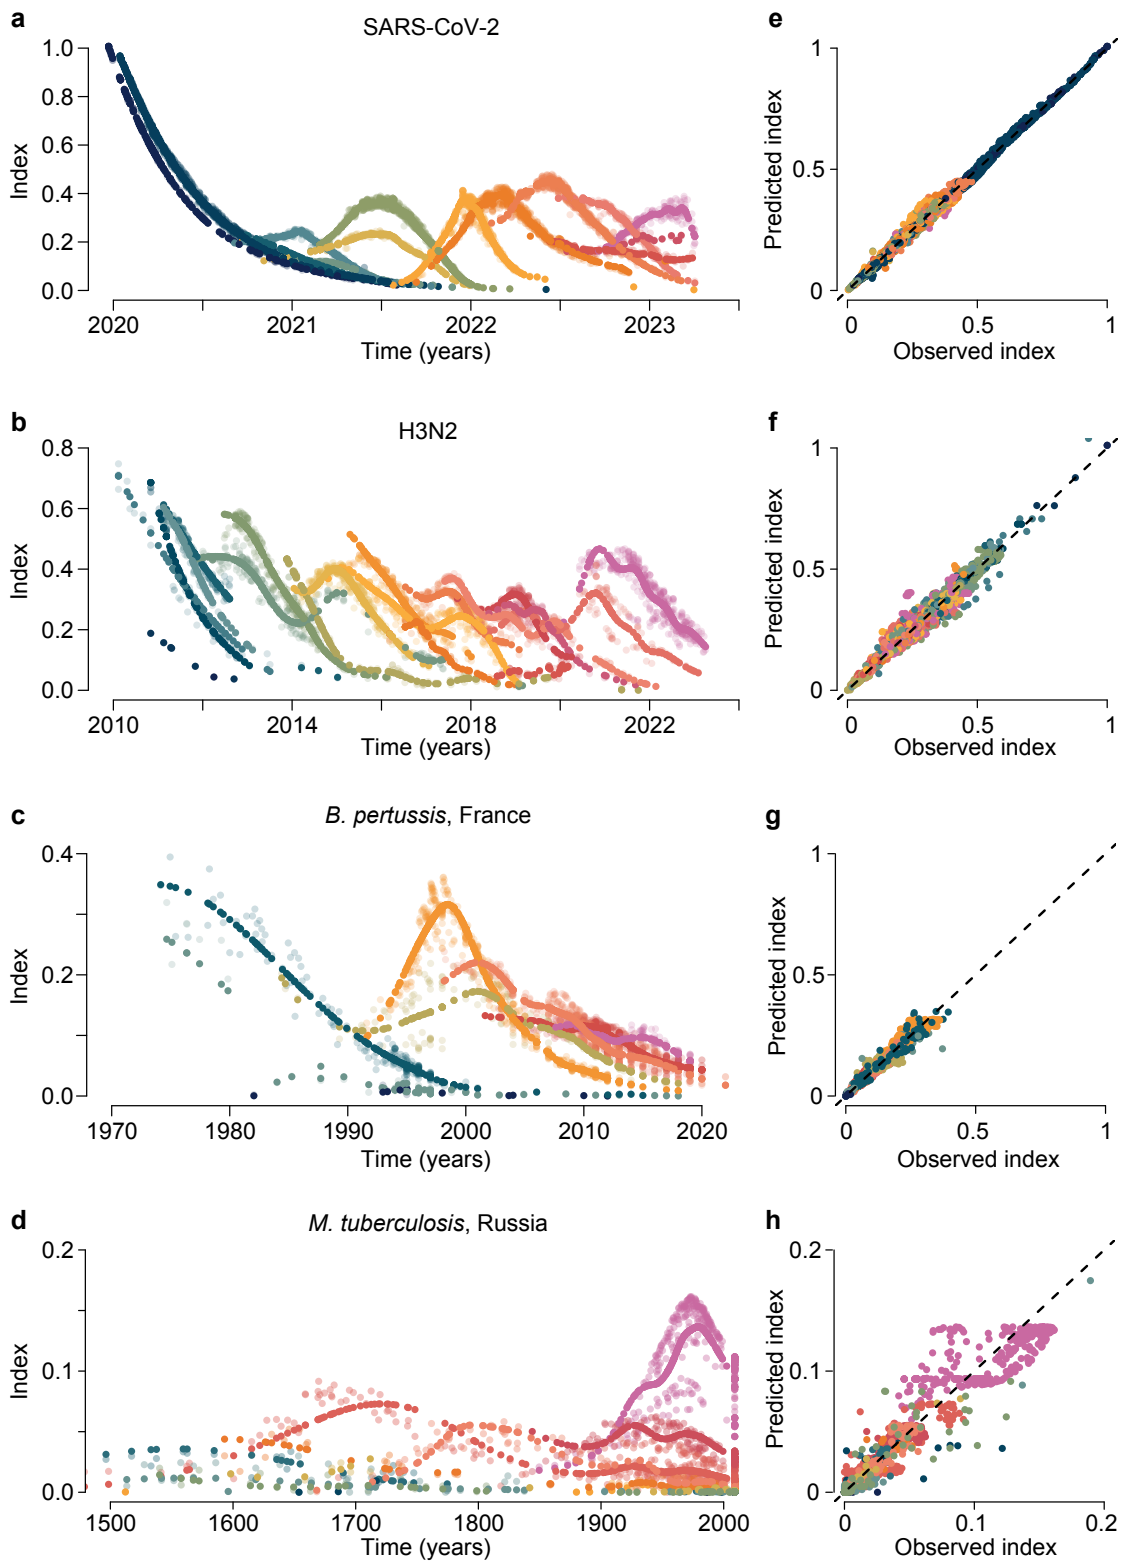 a
SARS-CoV-2
1.0
0.8
0.6
0.4
0.2
0.0
Index
2020
2021
2022
2023
Time (years)
e
1
0.5
0
Predicted index
0
0.5
1
Observed index
b
H3N2
0.8
0.6
0.4
0.2
0.0
Index
2010
2014
2018
2022
Time (years)
f
1
0.5
0
Predicted index
0
0.5
1
Observed index
c
B. pertussis, France
0.4
0.2
0.0
Index
1970
1980
1990
2000
2010
2020
Time (years)
g
1
0.5
0
Predicted index
0
0.5
1
Observed index
d
M. tuberculosis, Russia
0.2
0.1
0.0
Index
1500
1600
1700
1800
1900
2000
Time (years)
h
0.2
0.1
0
Predicted index
0
0.1
0.2
Observed index